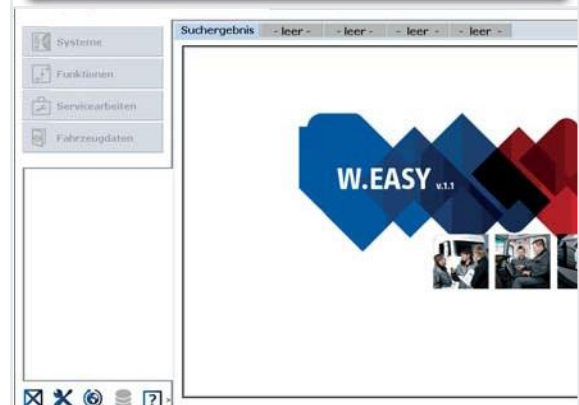 Suchergebnis - leer - - leer - - leer - - leer -
Systeme
Funktionen
Servicearbeiten
Fahrzeugdaten
W.EASY v.1.1
?